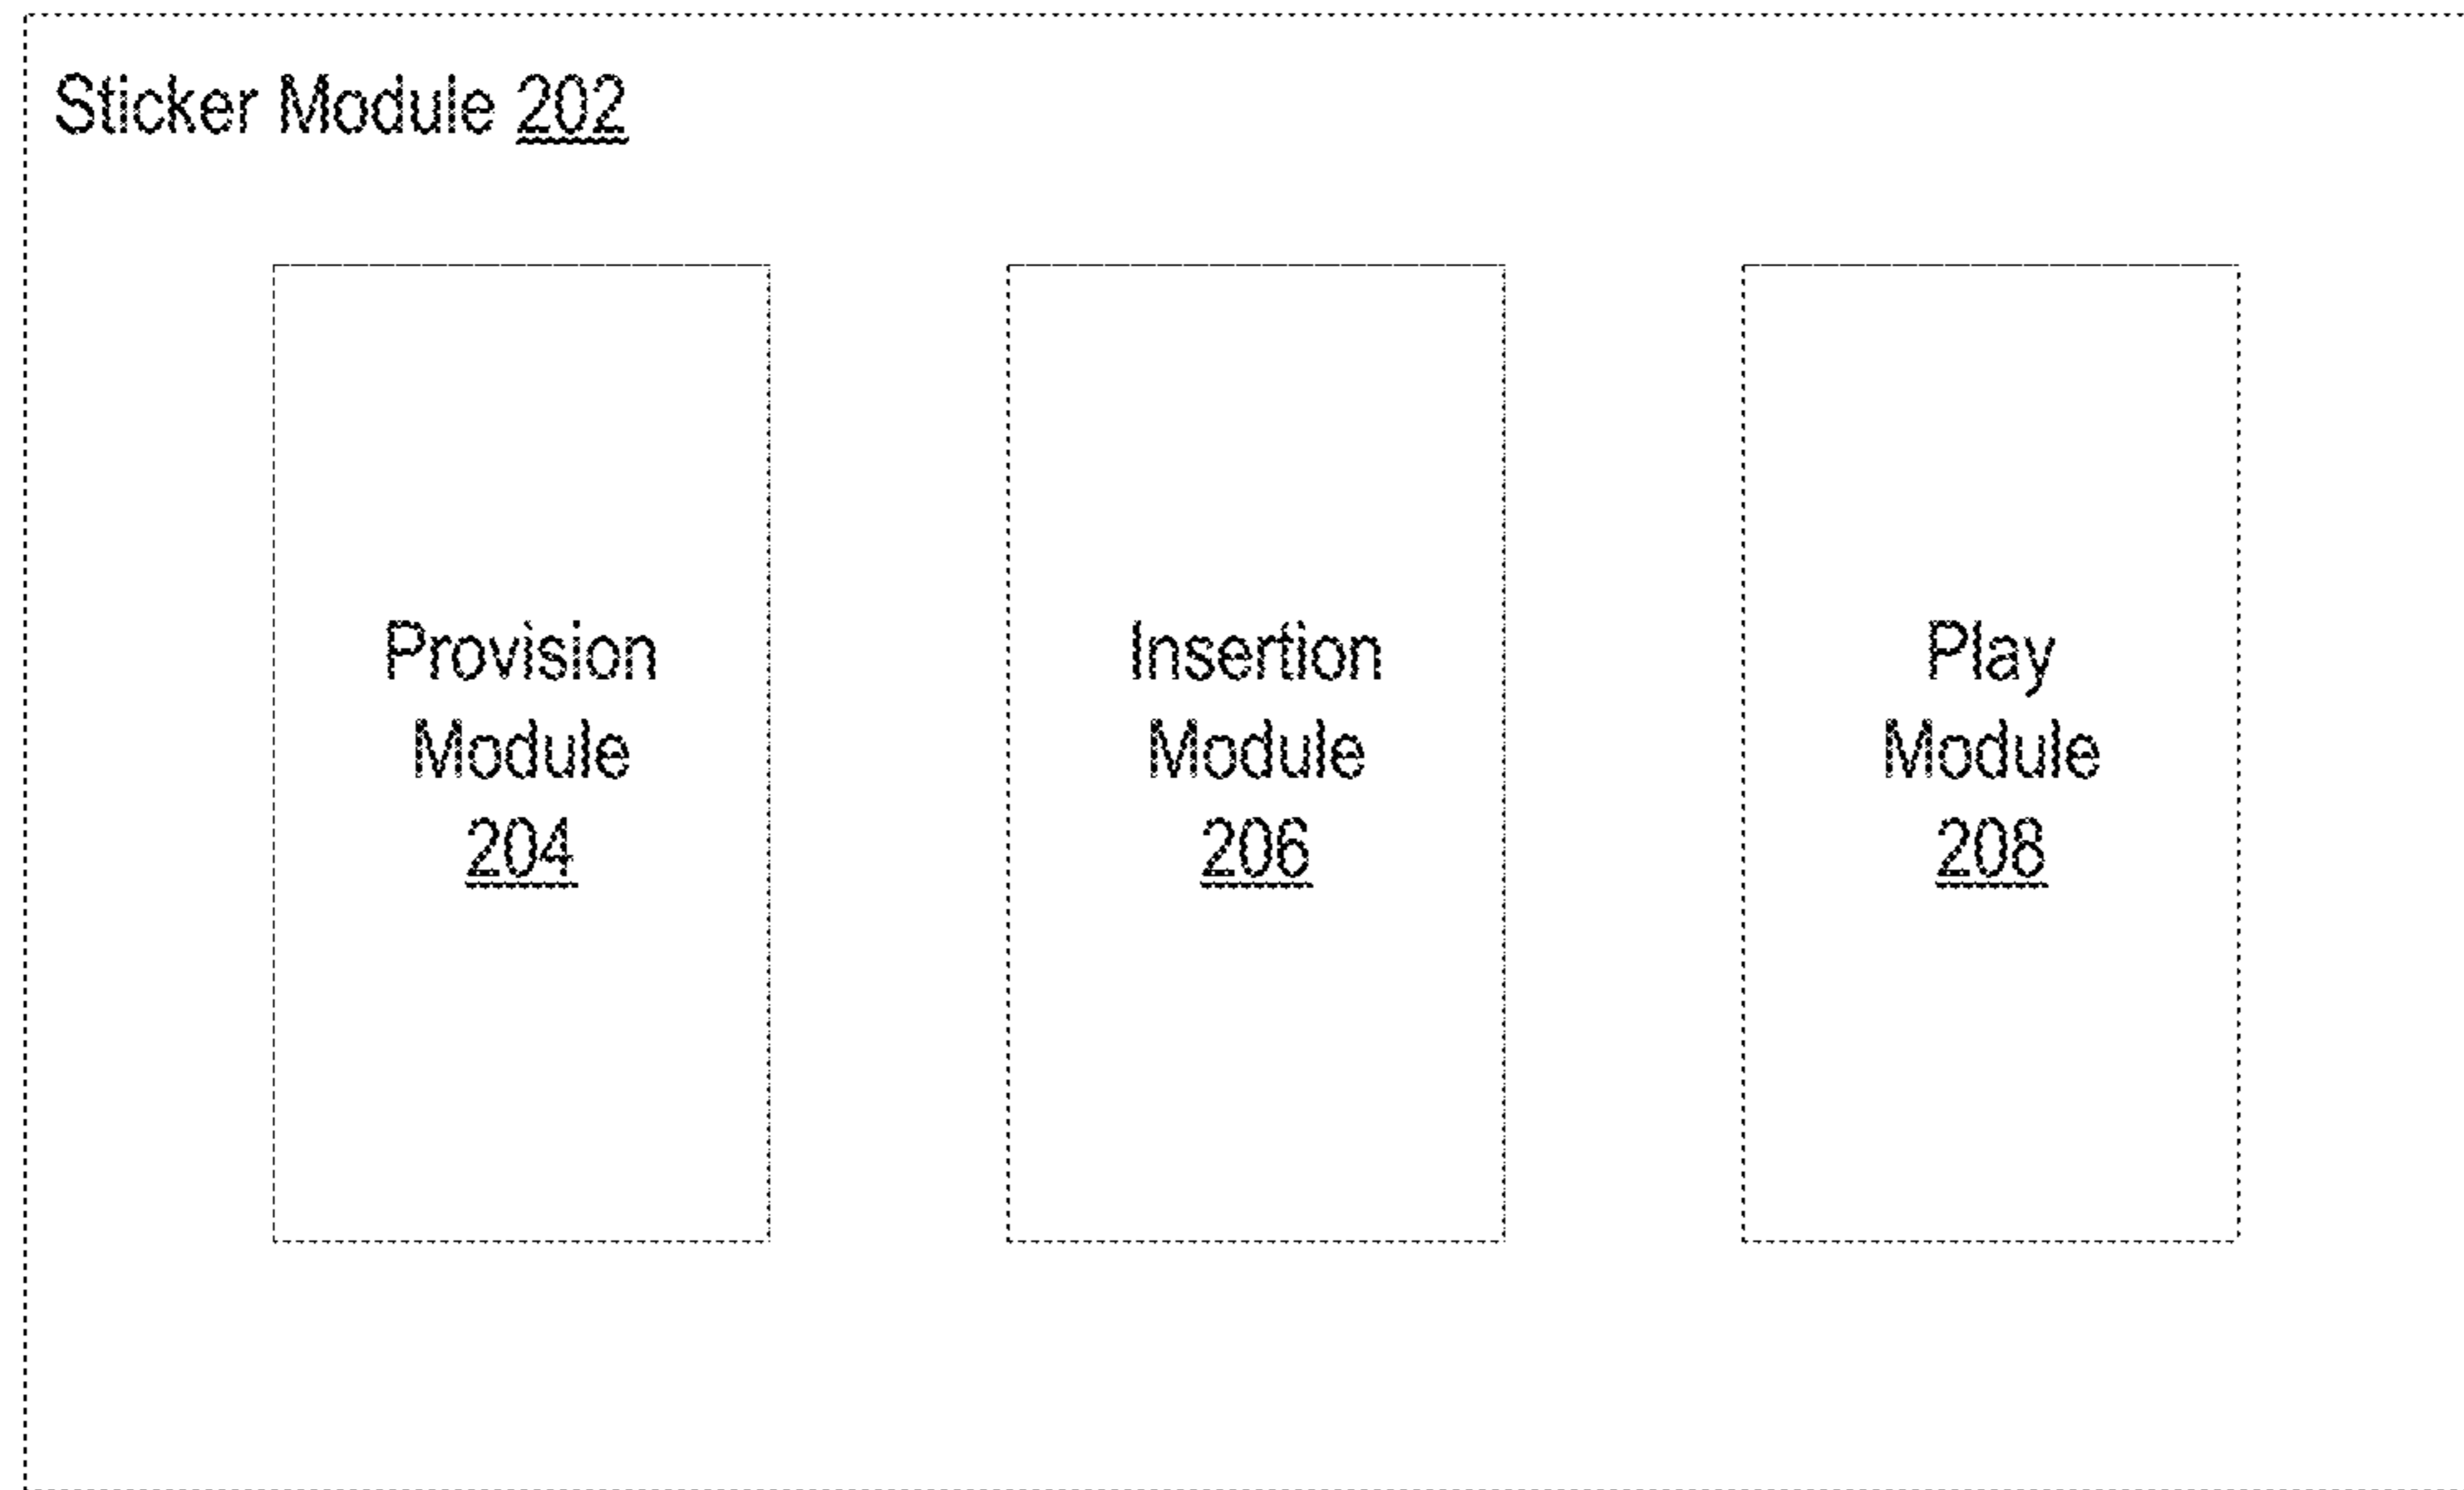 Sticker Module 202
Provision
Module
204
Insertion
Module
206
Play
Module
208